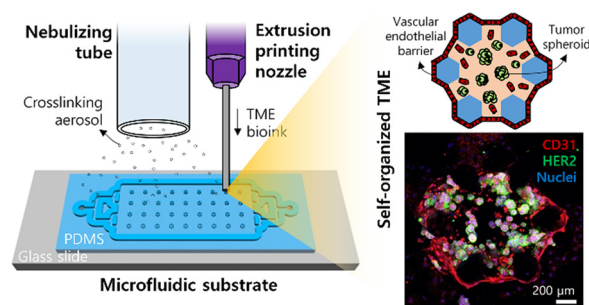 Nebulizing
tube
Extrusion
printing
nozzle
Crosslinking
aerosol
TME
bioink
PDMS
Glass slide
Microfluidic substrate
Self-organized TME
Vascular
endothelial
barrier
Tumor
spheroid
CD31
HER2
Nuclei
200 μm